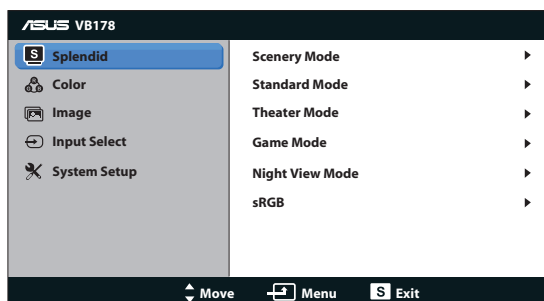 ASUS VB178
S Splendid
Color
Image
Input Select
System Setup
Scenery Mode
Standard Mode
Theater Mode
Game Mode
Night View Mode
sRGB
Move Menu S Exit